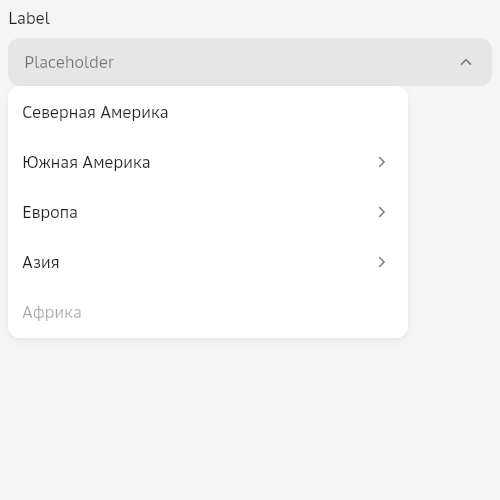 Label
Placeholder
Северная Америка
Южная Америка
Европа
Азия
Африка